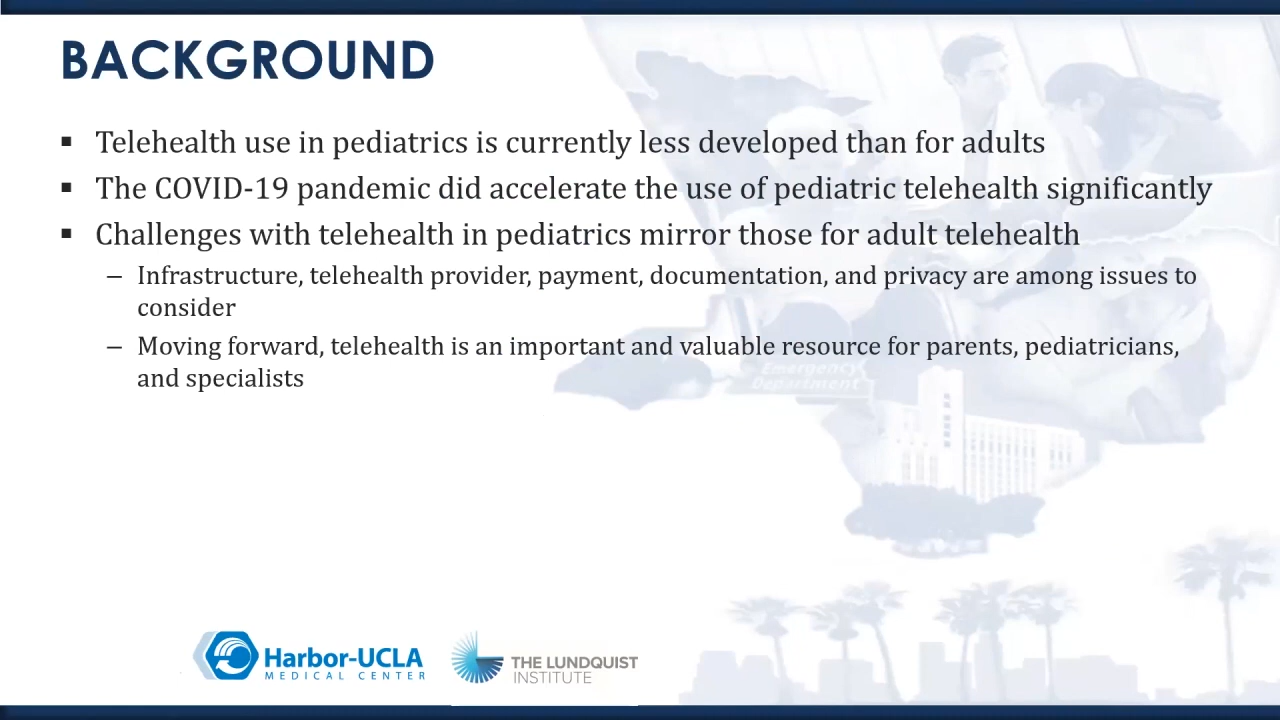 BACKGROUND
▪ Telehealth use in pediatrics is currently less developed than for adults
▪ The COVID-19 pandemic did accelerate the use of pediatric telehealth significantly
▪ Challenges with telehealth in pediatrics mirror those for adult telehealth
– Infrastructure, telehealth provider, payment, documentation, and privacy are among issues to
consider
– Moving forward, telehealth is an important and valuable resource for parents, pediatricians,
and specialists
Emergency
Department
Harbor-UCLA
MEDICAL CENTER
THE LUNDQUIST
INSTITUTE